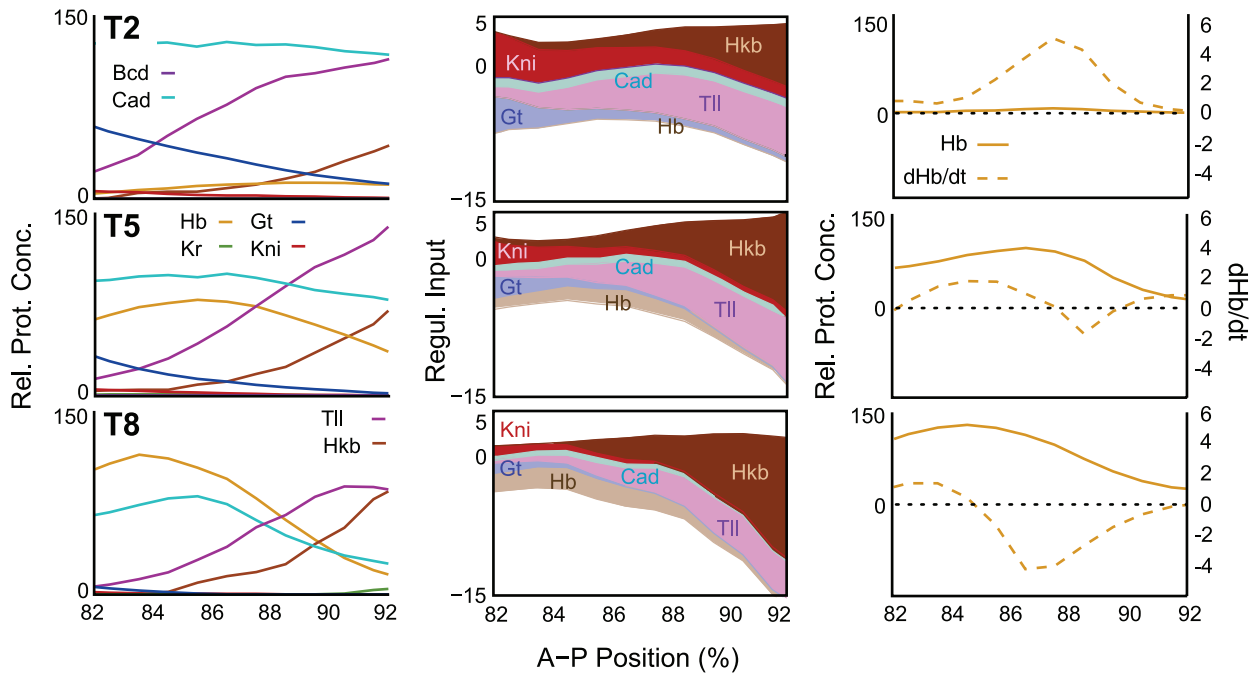 150
T2
Bcd
Cad
0
5
0
Kni
Cad
Tll
Gt
Hb
Hkb
−15
150
0
Hb
dHb/dt
6
4
2
0
-2
-4
150
T5
Hb
Gt
Kr
Kni
0
5
0
Kni
Cad
Hkb
Gt
Hb
Tll
−15
150
0
6
4
2
0
-2
-4
150
T8
Tll
Hkb
0
5
0
Kni
Gt
Hb
Cad
Hkb
Tll
−15
150
0
6
4
2
0
-2
-4
Rel. Prot. Conc.
Regul. Input
Rel. Prot. Conc.
dHb/dt
82 84 86 88 90 92
82 84 86 88 90 92
82 84 86 88 90 92
A−P Position (%)